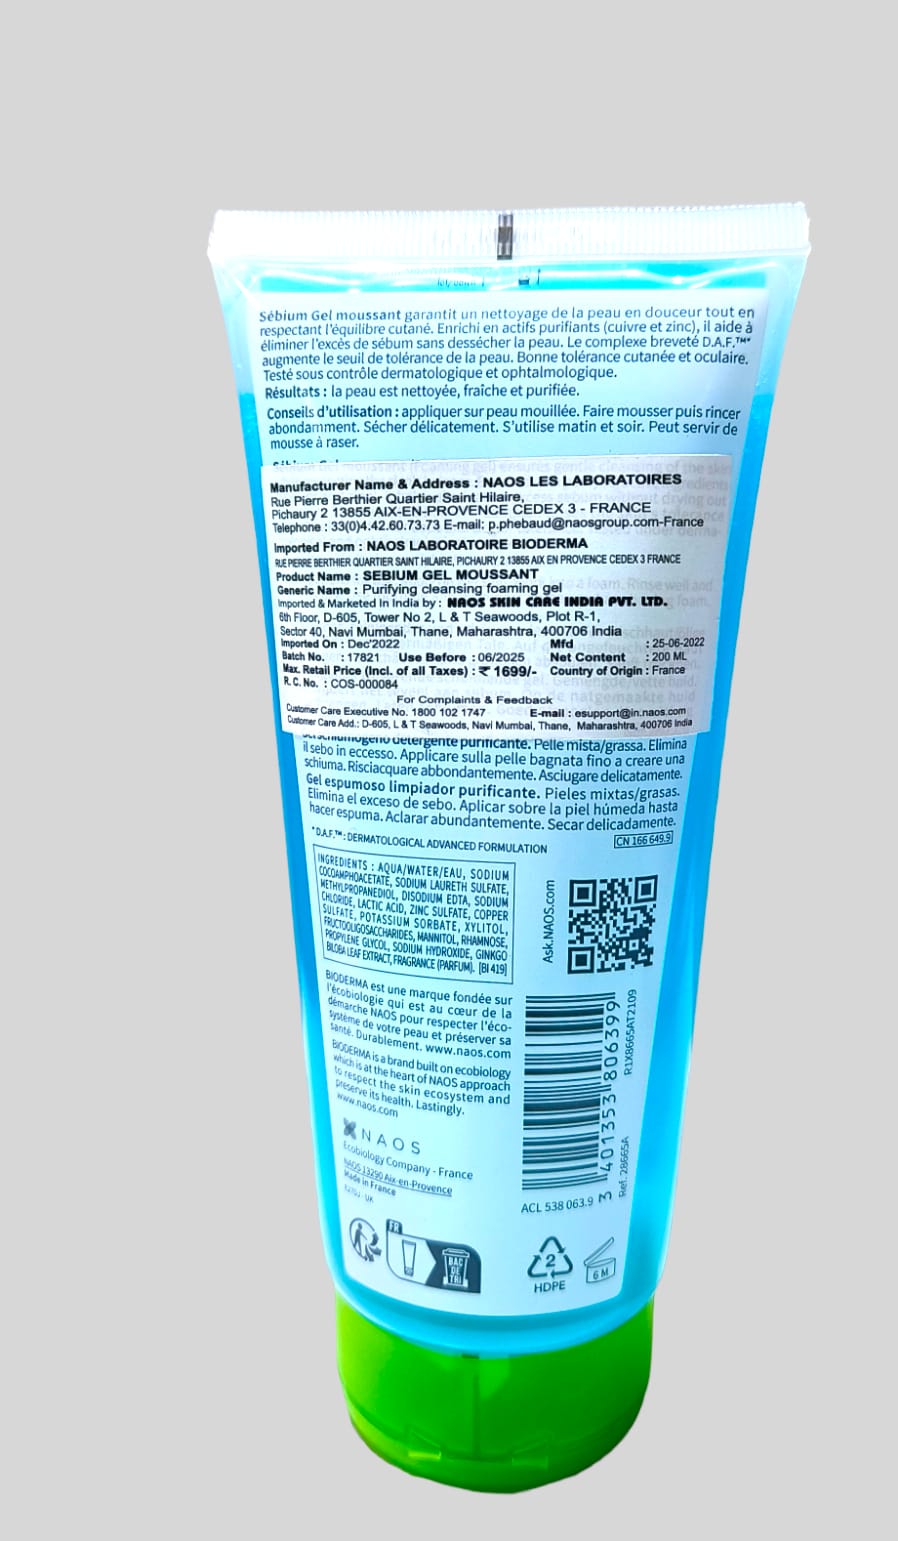 Sébium Gel moussant garantit un nettoyage de la peau en douceur tout en
respectant l'équilibre cutané. Enrichi en actifs purifiants (cuivre et zinc), il aide à
éliminer l'excès de sébum sans dessécher la peau. Le complexe breveté D.A.F.™*
augmente le seuil de tolérance de la peau. Bonne tolérance cutanée et oculaire.
Testé sous contrôle dermatologique et ophtalmologique.
Résultats : la peau est nettoyée, fraîche et purifiée.
Conseils d'utilisation : appliquer sur peau mouillée. Faire mousser puis rincer
abondamment. Sécher délicatement. S'utilise matin et soir. Peut servir de
mousse à raser.
Manufacturer Name & Address : NAOS LES LABORATOIRES
Rue Pierre Berthier Quartier Saint Hilaire,
Pichaury 2 13855 AIX-EN-PROVENCE CEDEX 3 - FRANCE
Telephone : 33(0)4.42.60.73.73 E-mail: p.phebaud@naosgroup.com-France
Imported From : NAOS LABORATOIRE BIODERMA
RUE PIERRE BERTHIER QUARTIER SAINT HILAIRE, PICHAURY 2 13855 AIX EN PROVENCE CEDEX 3 FRANCE
Product Name : SEBIUM GEL MOUSSANT
Generic Name : Purifying cleansing foaming gel
Imported & Marketed In India by : NAOS SKIN CARE INDIA PVT. LTD.
6th Floor, D-605, Tower No 2, L & T Seawoods, Plot R-1,
Sector 40, Navi Mumbai, Thane, Maharashtra, 400706 India
Imported On : Dec'2022 Mfd : 25-06-2022
Batch No. : 17821 Use Before : 06/2025 Net Content : 200 ML
Max. Retail Price (Incl. of all Taxes) : ₹ 1699/- Country of Origin : France
R. C. No. : COS-000084
For Complaints & Feedback
Customer Care Executive No. 1800 102 1747 E-mail : esupport@in.naos.com
Customer Care Add.: D-605, L & T Seawoods, Navi Mumbai, Thane, Maharashtra, 400706 India
detergente purificante. Pelle mista/grassa. Elimina
il sebo in eccesso. Applicare sulla pelle bagnata fino a creare una
schiuma. Risciacquare abbondantemente. Asciugare delicatamente.
Gel espumoso limpiador purificante. Pieles mixtas/grasas.
Elimina el exceso de sebo. Aplicar sobre la piel húmeda hasta
hacer espuma. Aclarar abundantemente. Secar delicadamente.
*D.A.F.™ : DERMATOLOGICAL ADVANCED FORMULATION
CN 166 649.9
INGREDIENTS : AQUA/WATER/EAU, SODIUM
COCOAMPHOACETATE, SODIUM LAURETH SULFATE,
METHYLPROPANEDIOL, DISODIUM EDTA, SODIUM
CHLORIDE, LACTIC ACID, ZINC SULFATE, COPPER
SULFATE, POTASSIUM SORBATE, XYLITOL,
FRUCTOOLIGOSACCHARIDES, MANNITOL, RHAMNOSE,
PROPYLENE GLYCOL, SODIUM HYDROXIDE, GINKGO
BILOBA LEAF EXTRACT, FRAGRANCE (PARFUM). [BI 419]
Ask.NAOS.com
BIODERMA est une marque fondée sur
l'écobiologie qui est au cœur de la
démarche NAOS pour respecter l'éco-
système de votre peau et préserver sa
santé. Durablement. www.naos.com
BIODERMA is a brand built on ecobiology
which is at the heart of NAOS approach
to respect the skin ecosystem and
preserve its health. Lastingly.
www.naos.com
NAOS
Ecobiology Company - France
NAOS 13290 Aix-en-Provence
Made in France
3 401353 806399
R1X8665AT2109
Ref. 28665A
ACL 538 063.9
FR
BAC
DE
TRI
2
HDPE
6 M